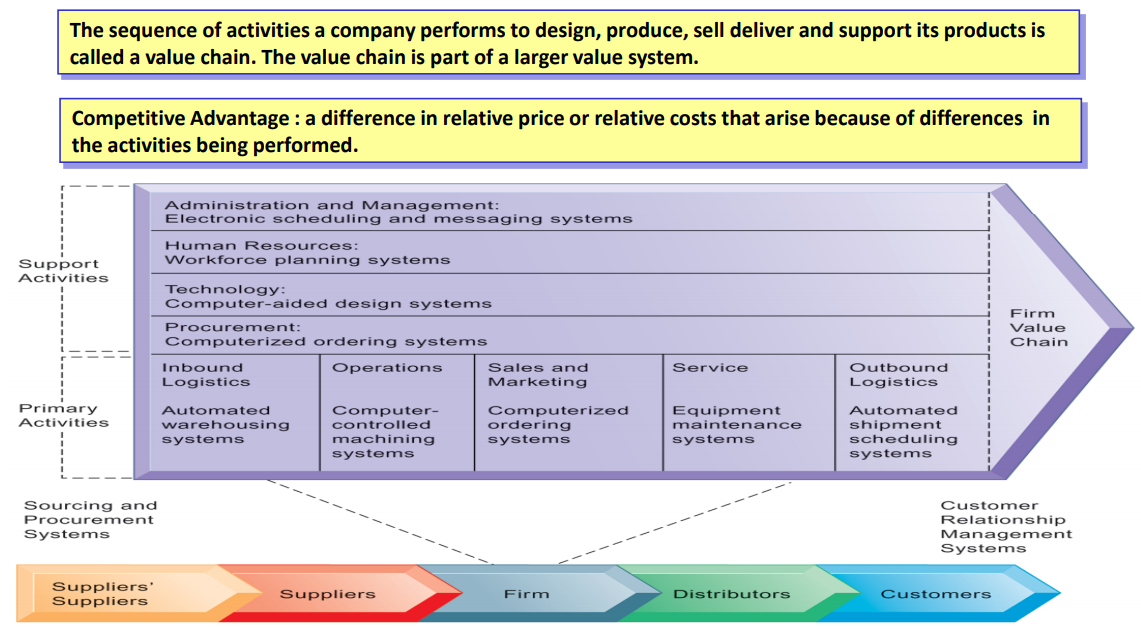 The sequence of activities a company performs to design, produce, sell deliver and support its products is
called a value chain. The value chain is part of a larger value system.
Competitive Advantage : a difference in relative price or relative costs that arise because of differences in
the activities being performed.
Support
Activities
Administration and Management:
Electronic scheduling and messaging systems
Human Resources:
Workforce planning systems
Technology:
Computer-aided design systems
Procurement:
Computerized ordering systems
Firm
Value
Chain
Primary
Activities
Inbound
Logistics
Automated
warehousing
systems
Operations
Computer-
controlled
machining
systems
Sales and
Marketing
Computerized
ordering
systems
Service
Equipment
maintenance
systems
Outbound
Logistics
Automated
shipment
scheduling
systems
Sourcing and
Procurement
Systems
Customer
Relationship
Management
Systems
Suppliers'
Suppliers
Suppliers
Firm
Distributors
Customers